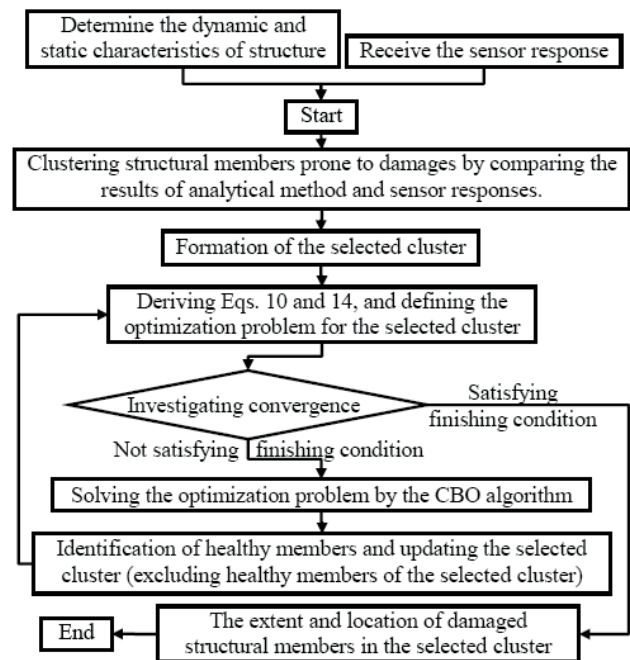 Determine the dynamic and
static characteristics of structure
Receive the sensor response
Start
Clustering structural members prone to damages by comparing the
results of analytical method and sensor responses.
Formation of the selected cluster
Deriving Eqs. 10 and 14, and defining the
optimization problem for the selected cluster
Investigating convergence
Satisfying
finishing condition
Not satisfying finishing condition
Solving the optimization problem by the CBO algorithm
Identification of healthy members and updating the selected
cluster (excluding healthy members of the selected cluster)
The extent and location of damaged
structural members in the selected cluster
End